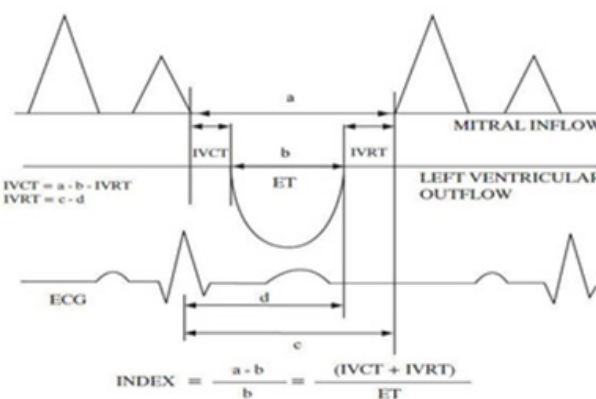 a
MITRAL INFLOW
IVCT
b
IVRT
ET
LEFT VENTRICULAR
OUTFLOW
IVCT = a - b - IVRT
IVRT = c - d
ECG
d
c
INDEX = a - b / b = (IVCT + IVRT) / ET